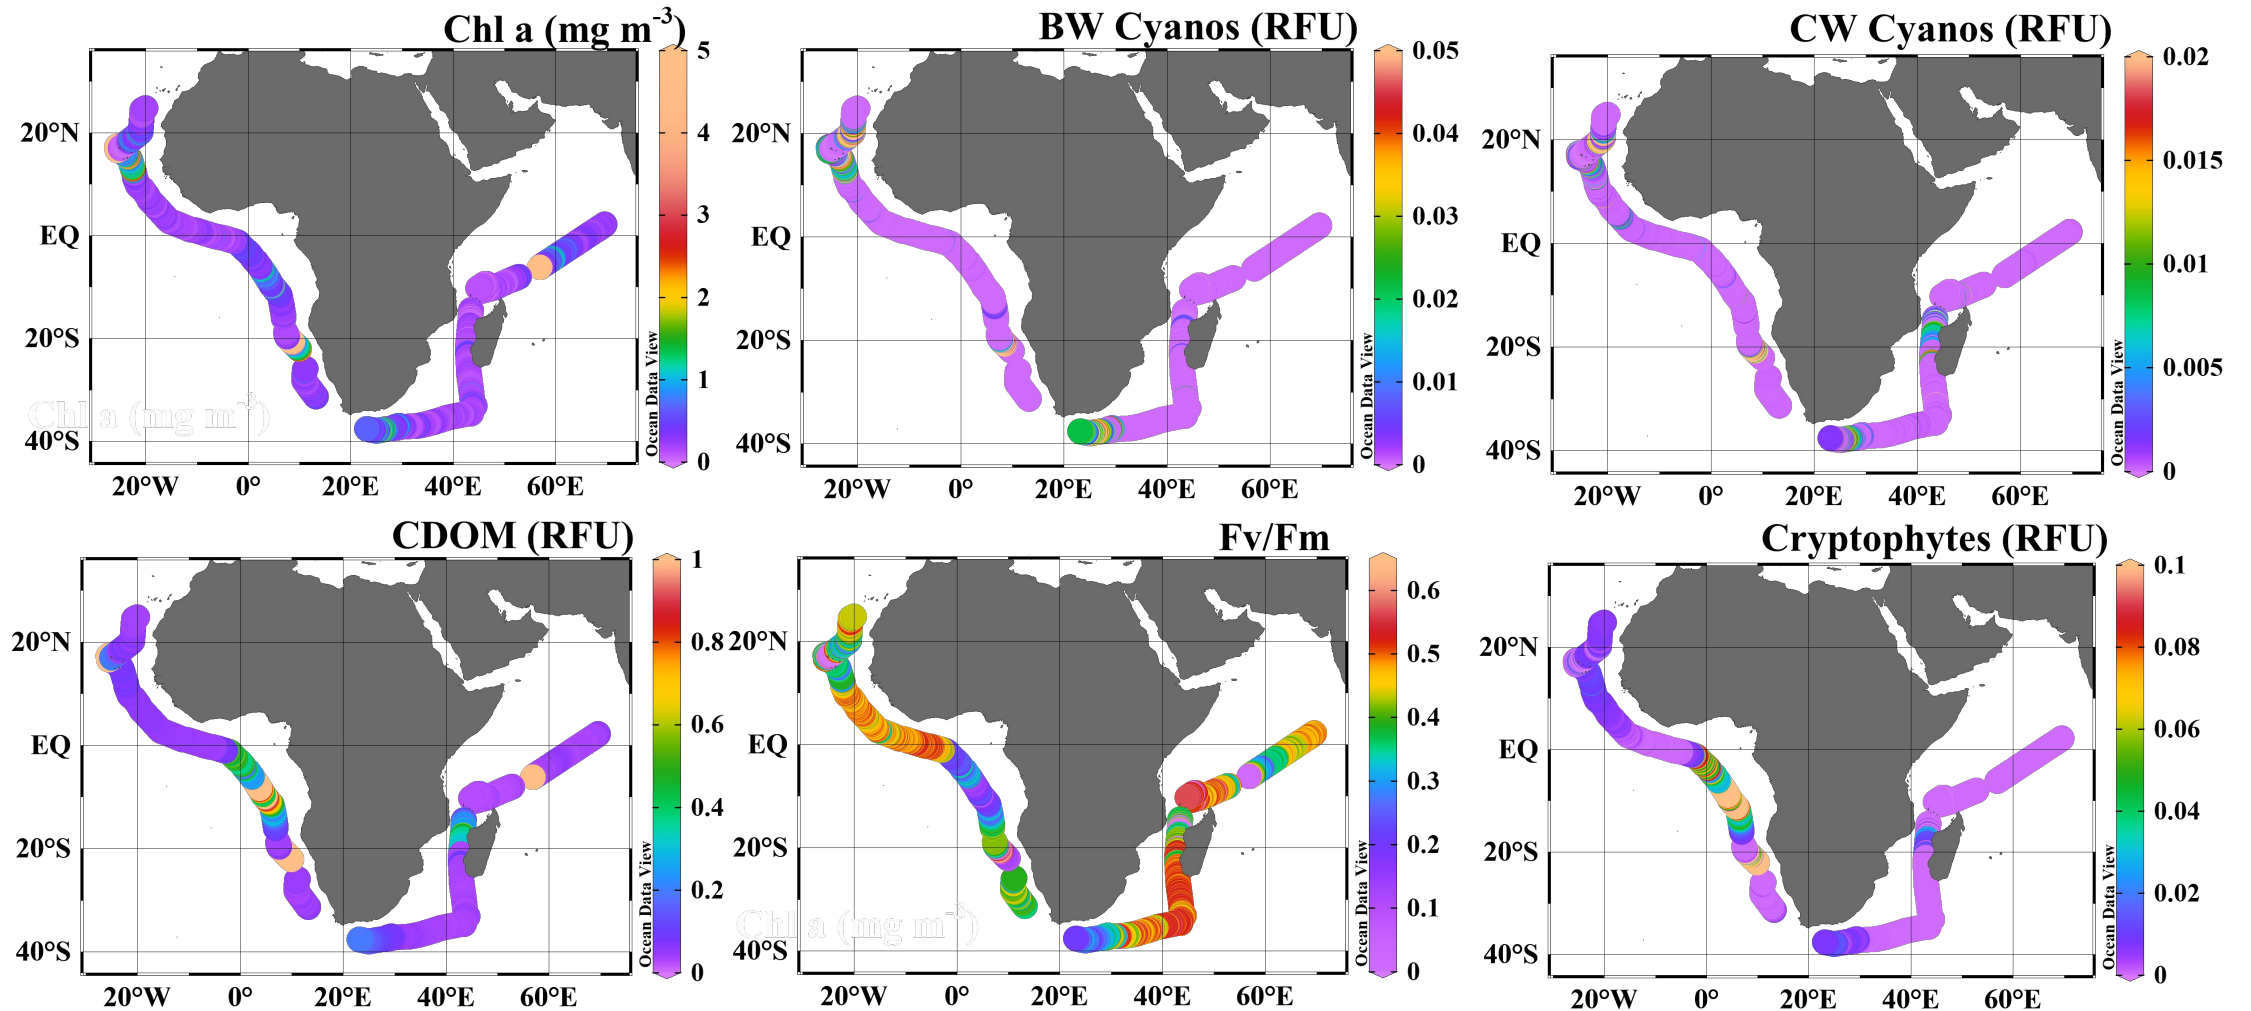 Chl a (mg m-3)
BW Cyanos (RFU)
CW Cyanos (RFU)
20°N
EQ
20°S
40°S
20°W 0° 20°E 40°E 60°E
5
4
3
2
1
0
Ocean Data View
Chl a (mg m-3)
20°N
EQ
20°S
40°S
20°W 0° 20°E 40°E 60°E
0.05
0.04
0.03
0.02
0.01
0
Ocean Data View
20°N
EQ
20°S
40°S
20°W 0° 20°E 40°E 60°E
0.02
0.015
0.01
0.005
0
Ocean Data View
CDOM (RFU)
Fv/Fm
Cryptophytes (RFU)
20°N
EQ
20°S
40°S
20°W 0° 20°E 40°E 60°E
1
0.8
0.6
0.4
0.2
0
Ocean Data View
20°N
EQ
20°S
40°S
20°W 0° 20°E 40°E 60°E
0.6
0.5
0.4
0.3
0.2
0.1
0
Ocean Data View
Chl a (mg m-3)
20°N
EQ
20°S
40°S
20°W 0° 20°E 40°E 60°E
0.1
0.08
0.06
0.04
0.02
0
Ocean Data View